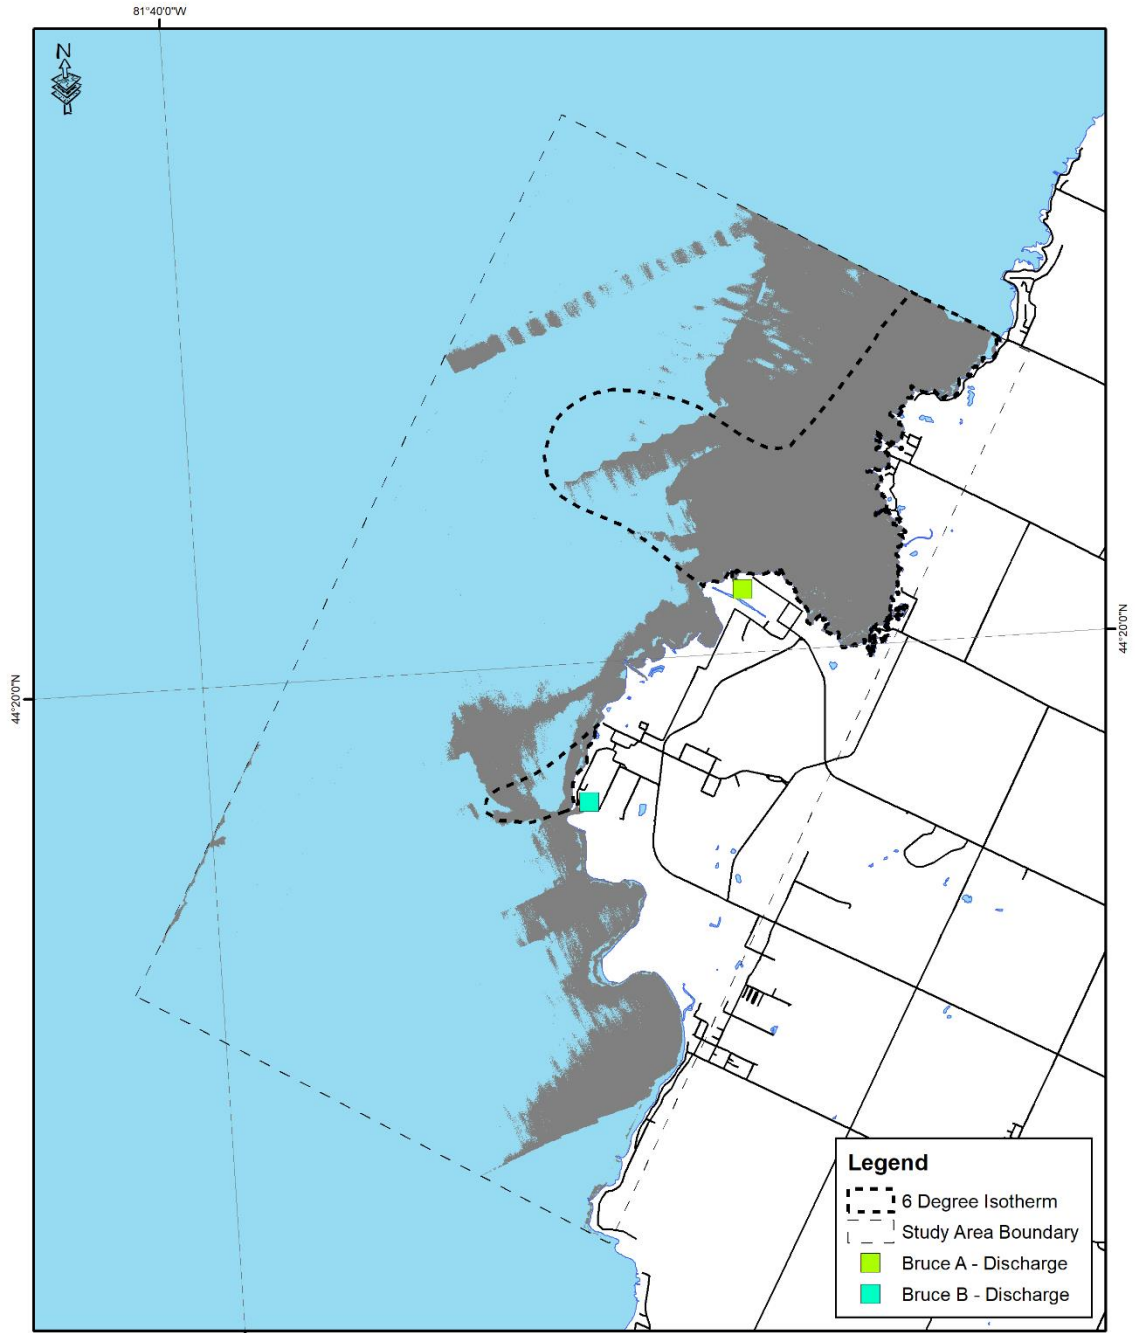 81°40'0"W
N
44°20'0"N
44°20'0"N
Legend
6 Degree Isotherm
Study Area Boundary
Bruce A - Discharge
Bruce B - Discharge